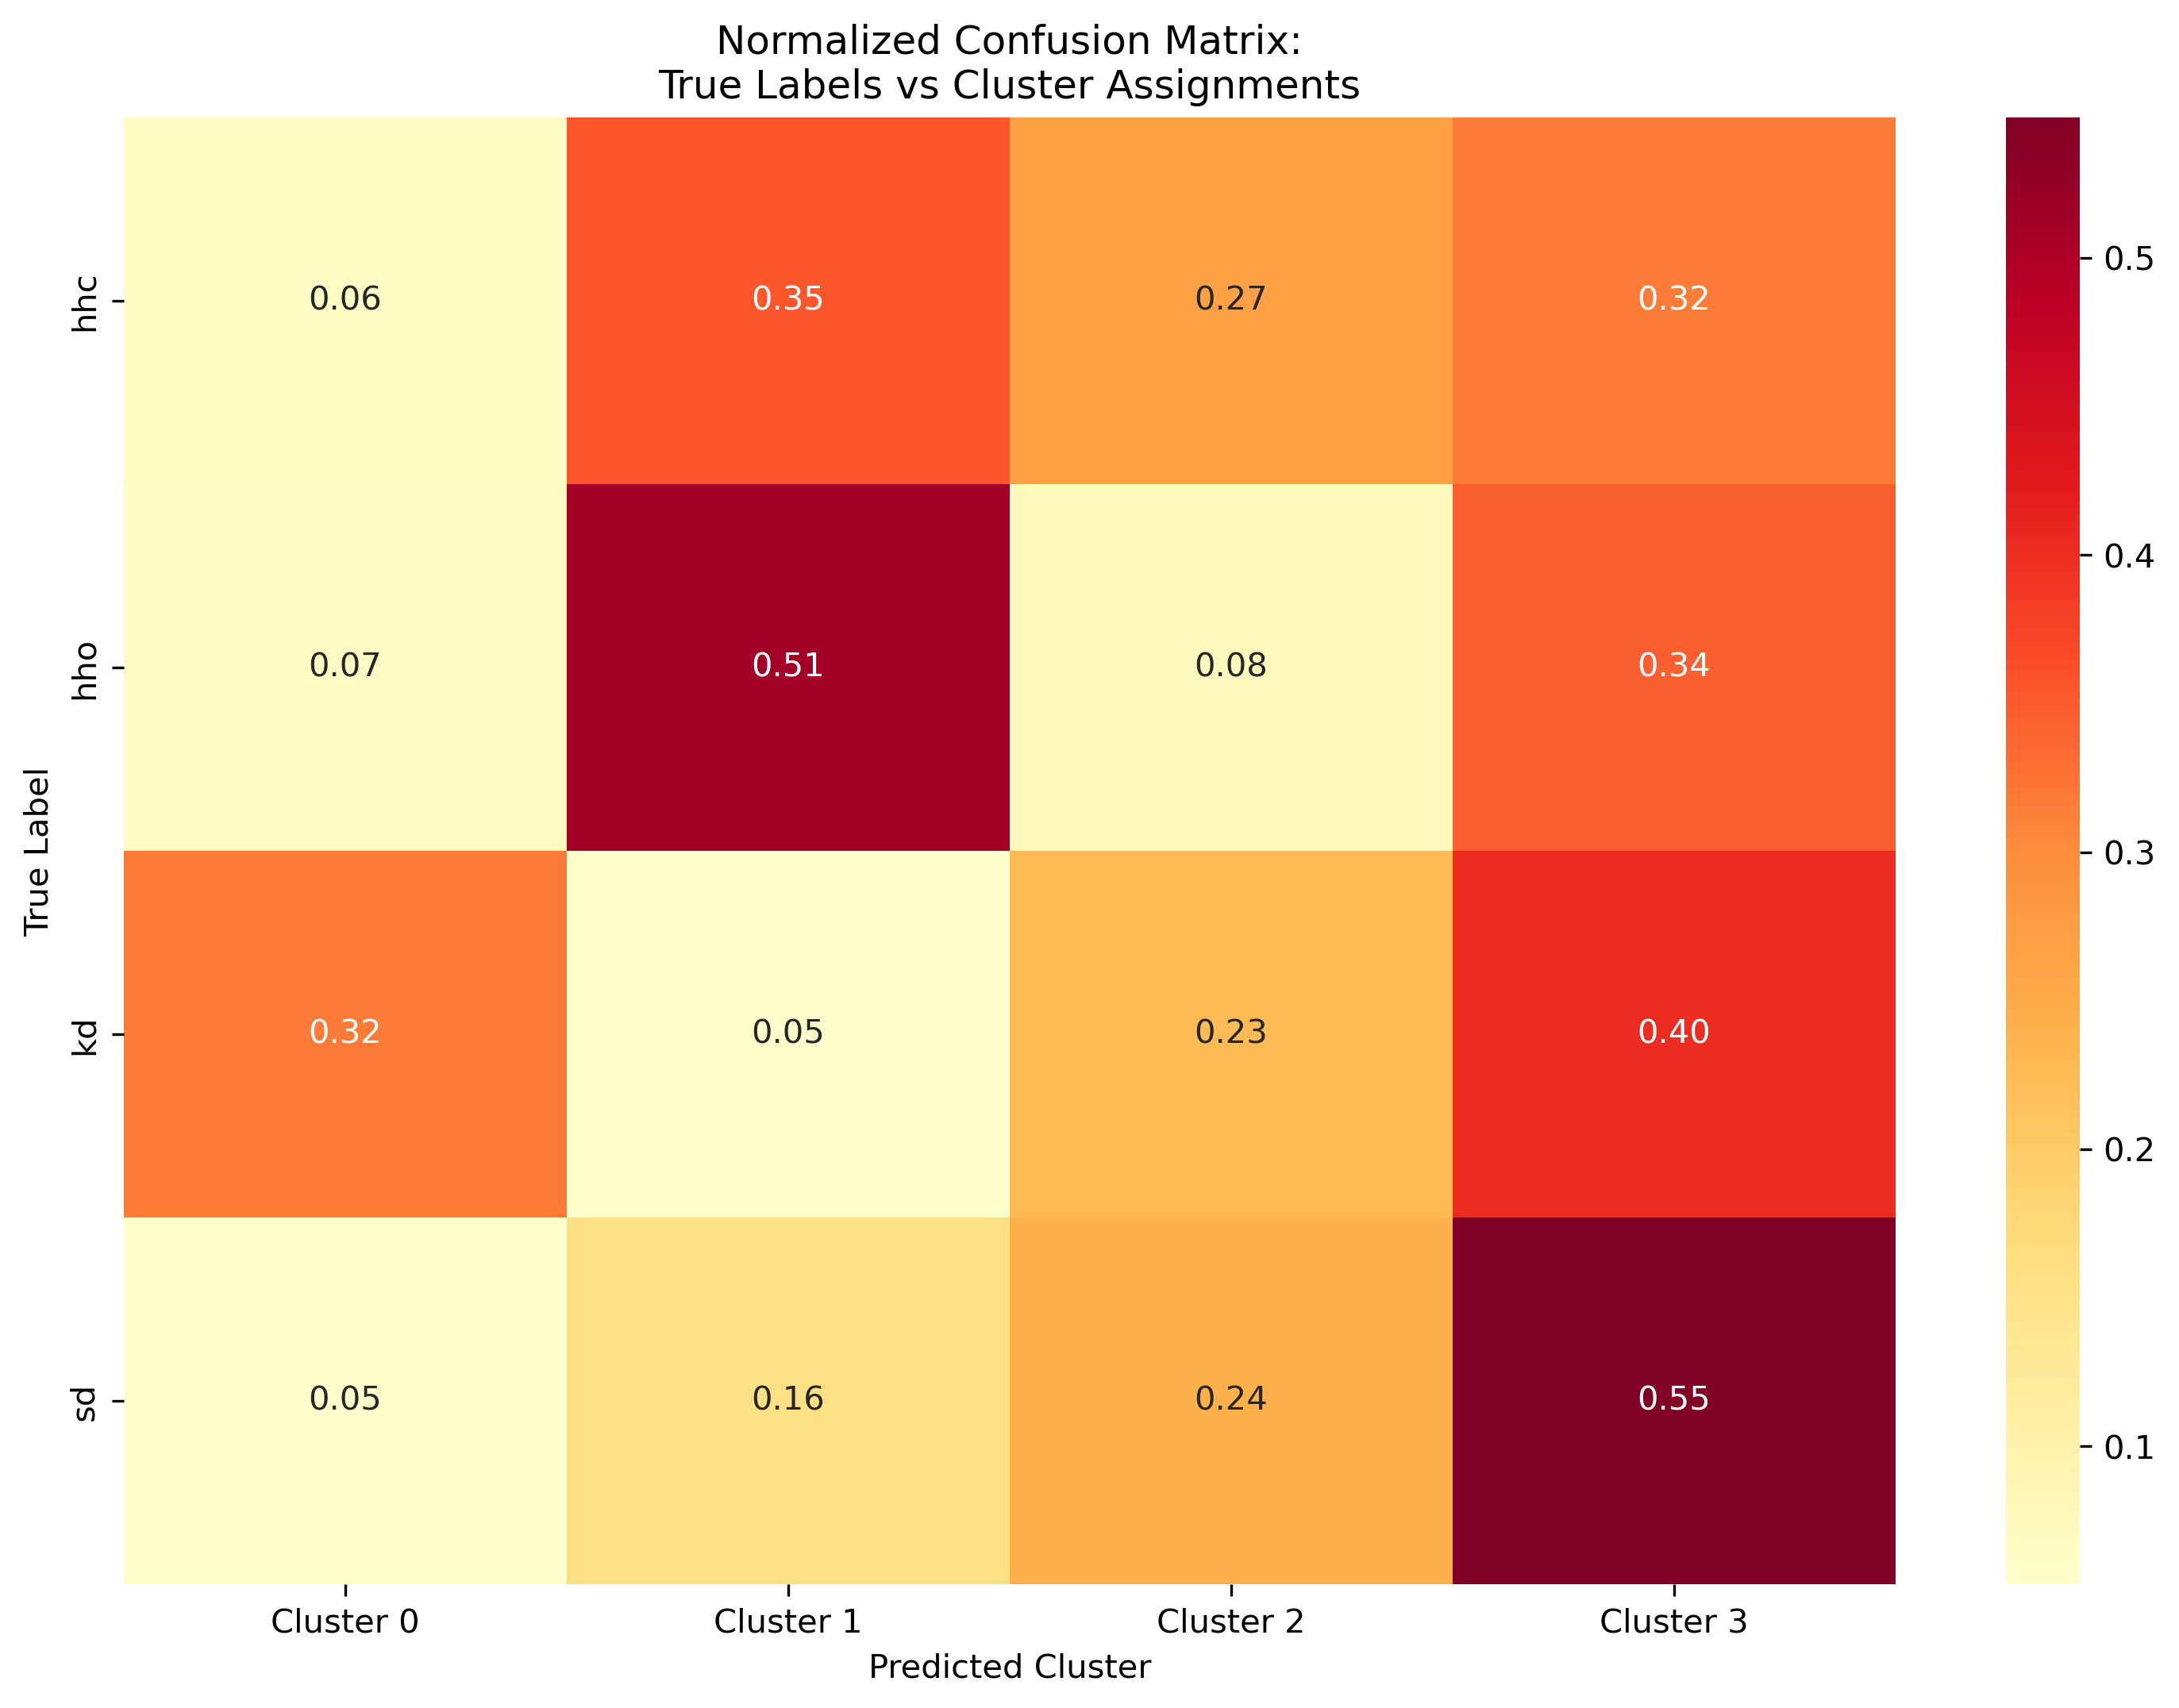 Normalized Confusion Matrix:
True Labels vs Cluster Assignments
True Label
hhc
0.06
0.35
0.27
0.32
hho
0.07
0.51
0.08
0.34
kd
0.32
0.05
0.23
0.40
sd
0.05
0.16
0.24
0.55
Cluster 0
Cluster 1
Cluster 2
Cluster 3
Predicted Cluster
0.5
0.4
0.3
0.2
0.1